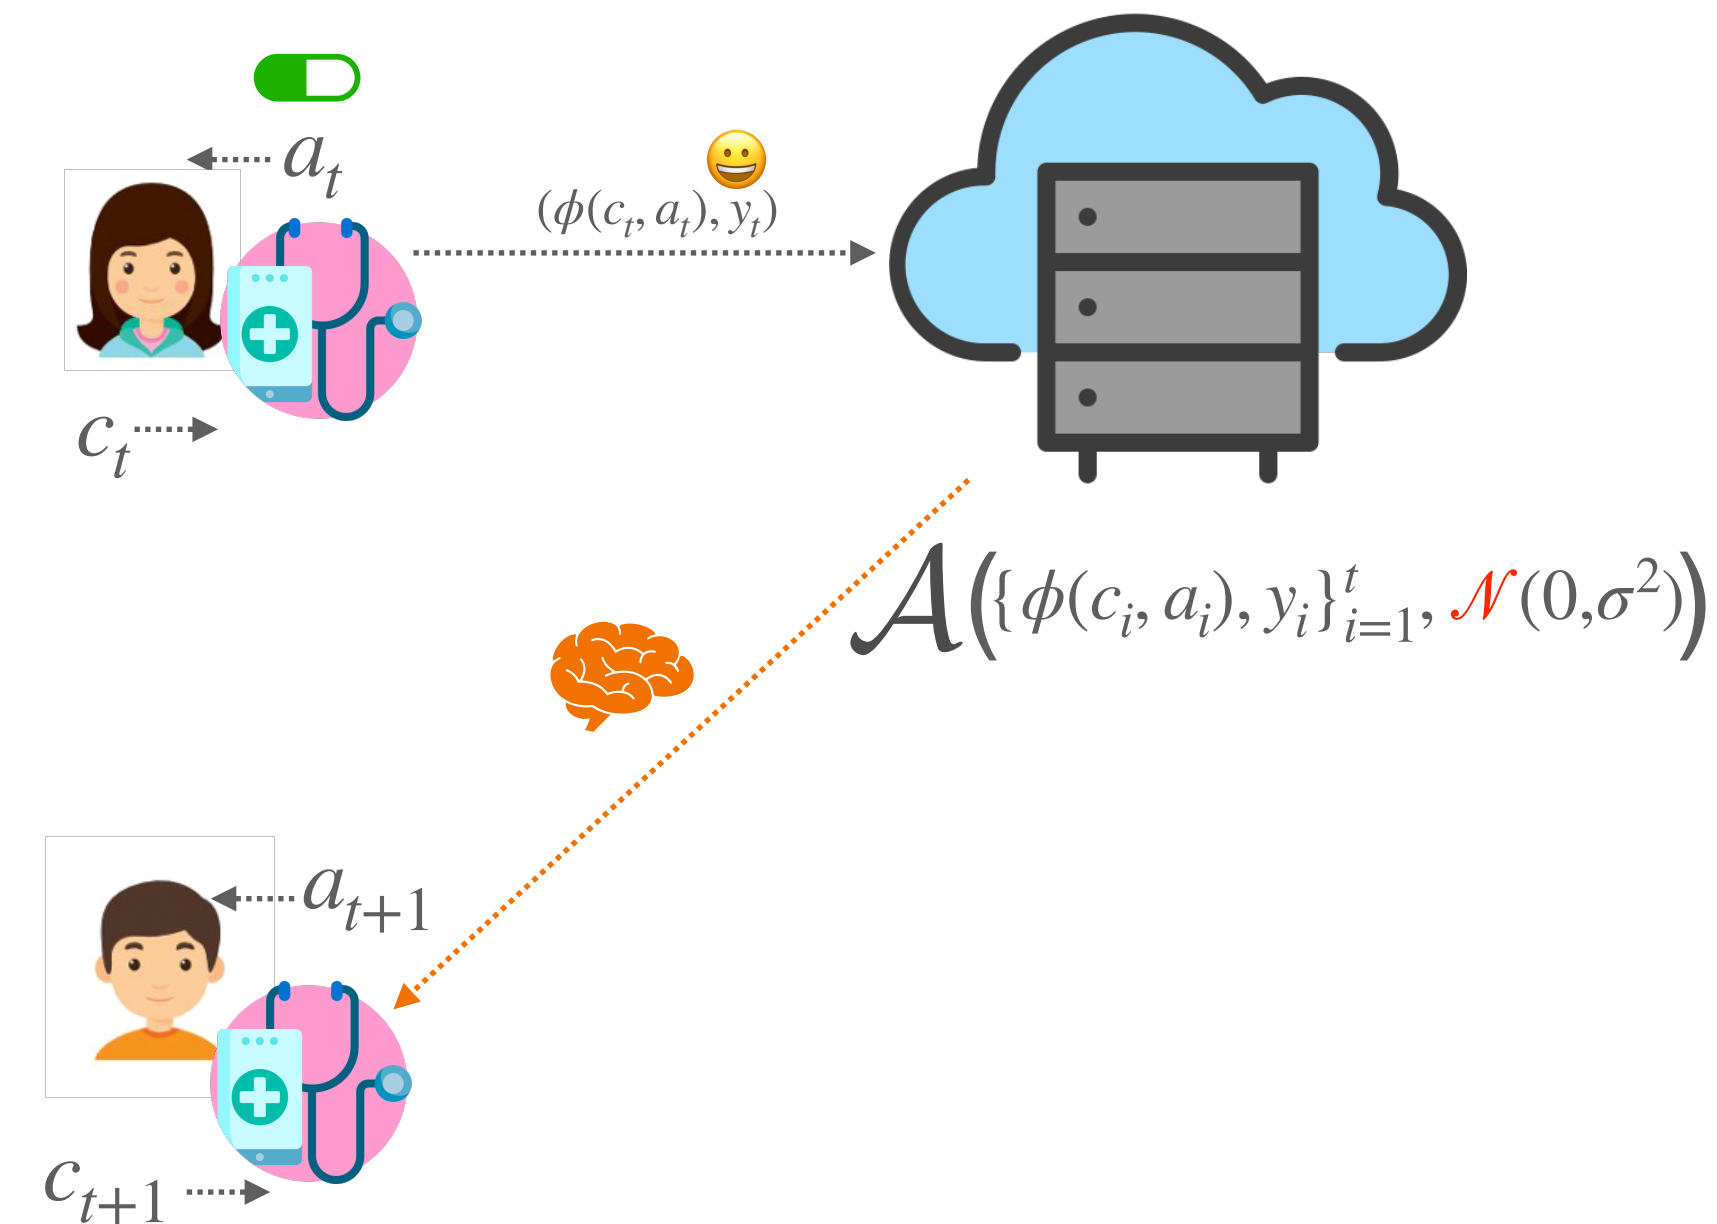 a_t
(ϕ(c_t, a_t), y_t)
c_t
𝒜({ϕ(c_i, a_i), y_i}_{i=1}^t, 𝒩(0,σ^2))
a_{t+1}
c_{t+1}